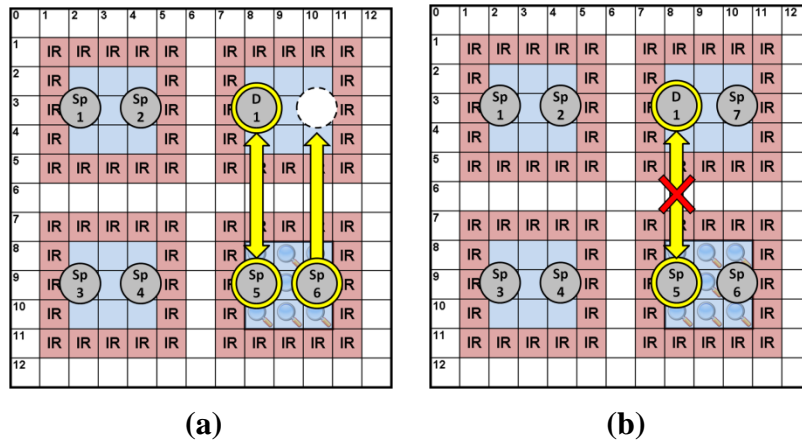 0 1 2 3 4 5 6 7 8 9 10 11 12
1 IR IR IR IR IR IR IR IR IR IR
2 IR IR IR IR
3 IR Sp 1 Sp 2 IR IR D 1 IR
4 IR IR IR IR
5 IR IR IR IR IR IR IR IR IR IR
6
7 IR IR IR IR IR IR IR IR IR IR
8 IR IR IR IR
9 IR Sp 3 Sp 4 IR IR Sp 5 Sp 6 IR
10 IR IR IR IR
11 IR IR IR IR IR IR IR IR IR IR
12
(a)
0 1 2 3 4 5 6 7 8 9 10 11 12
1 IR IR IR IR IR IR IR IR IR IR
2 IR IR IR IR
3 IR Sp 1 Sp 2 IR IR D 1 Sp 7 IR
4 IR IR IR IR
5 IR IR IR IR IR IR IR IR IR IR
6
7 IR IR IR IR IR IR IR IR IR IR
8 IR IR IR IR
9 IR Sp 3 Sp 4 IR IR Sp 5 Sp 6 IR
10 IR IR IR IR
11 IR IR IR IR IR IR IR IR IR IR
12
(b)